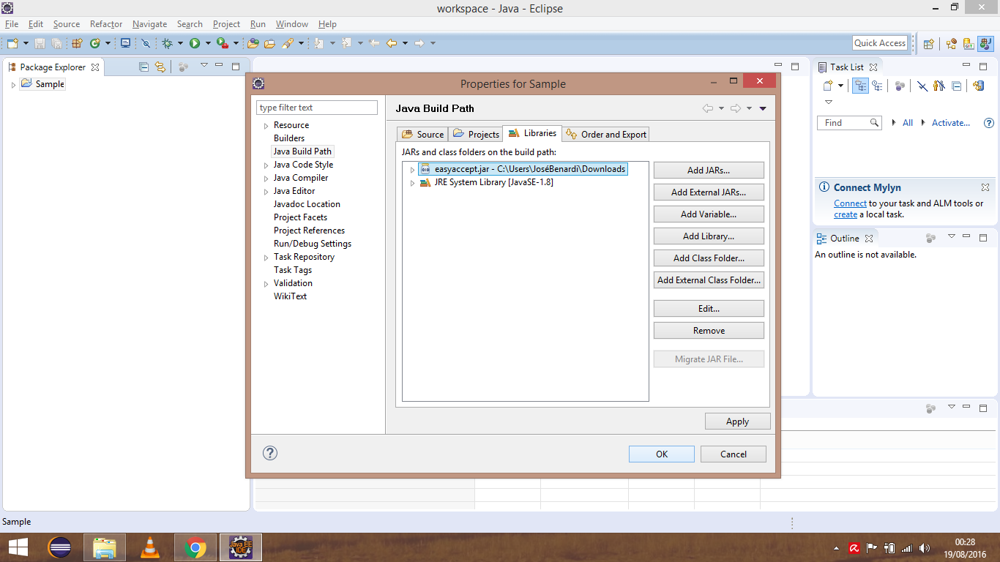 workspace - Java - Eclipse
File Edit Source Refactor Navigate Search Project Run Window Help
Quick Access
Package Explorer
Sample
Task List
Find
All
Activate...
Connect Mylyn
Connect to your task and ALM tools or
create a local task.
Outline
An outline is not available.
Properties for Sample
type filter text
Resource
Builders
Java Build Path
Java Code Style
Java Compiler
Java Editor
Javadoc Location
Project Facets
Project References
Run/Debug Settings
Task Repository
Task Tags
Validation
WikiText
Java Build Path
Source Projects Libraries Order and Export
JARs and class folders on the build path:
easyaccept.jar - C:\Users\JoséBenardi\Downloads
JRE System Library [JavaSE-1.8]
Add JARs...
Add External JARs...
Add Variable...
Add Library...
Add Class Folder...
Add External Class Folder...
Edit...
Remove
Migrate JAR File...
Apply
OK Cancel
Sample
Java EE
IDE
00:28
19/08/2016